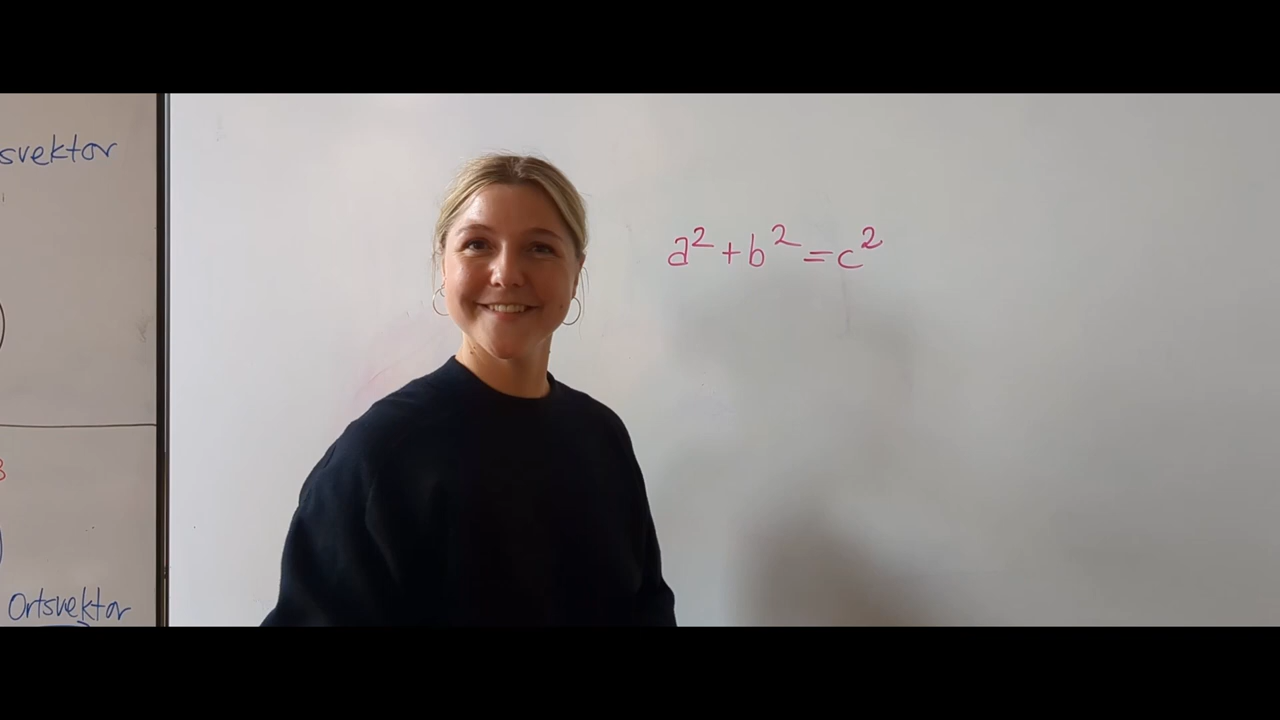 svektor
a² + b² = c²
Ortsvektor